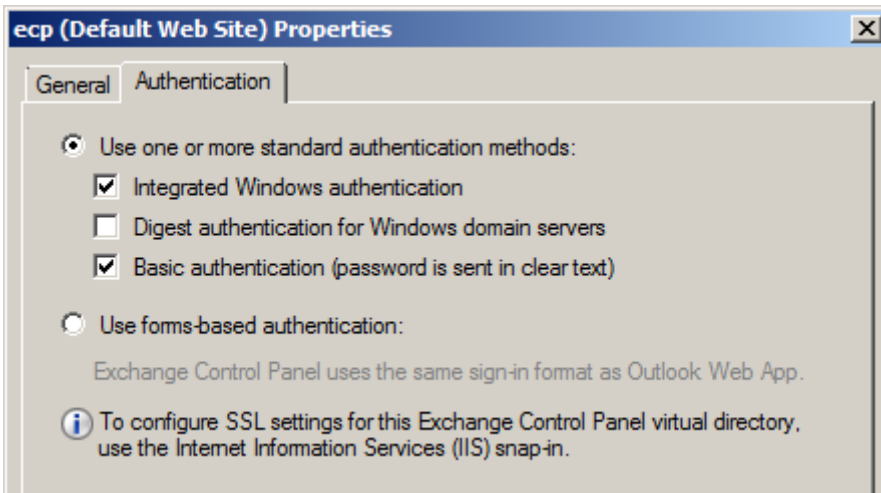 ecp (Default Web Site) Properties
General
Authentication
Use one or more standard authentication methods:
Integrated Windows authentication
Digest authentication for Windows domain servers
Basic authentication (password is sent in clear text)
Use forms-based authentication:
Exchange Control Panel uses the same sign-in format as Outlook Web App.
To configure SSL settings for this Exchange Control Panel virtual directory,
use the Internet Information Services (IIS) snap-in.